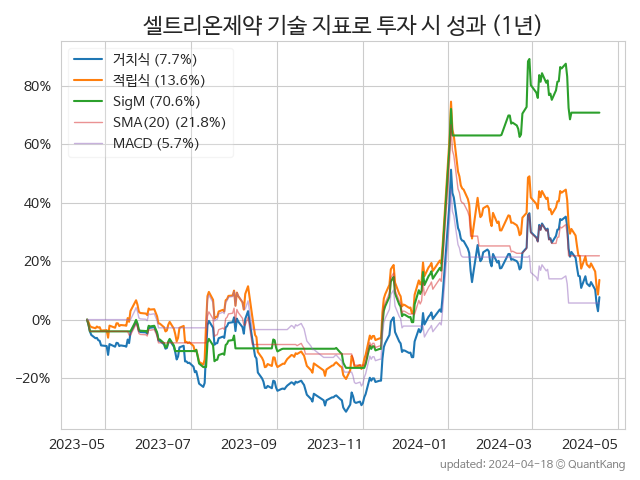 셀트리온제약 기술 지표로 투자 시 성과 (1년)
거치식 (7.7%)
적립식 (13.6%)
SigM (70.6%)
SMA(20) (21.8%)
MACD (5.7%)
80%
60%
40%
20%
0%
−20%
2023-05 2023-07 2023-09 2023-11 2024-01 2024-03 2024-05
updated: 2024-04-18 © QuantKang